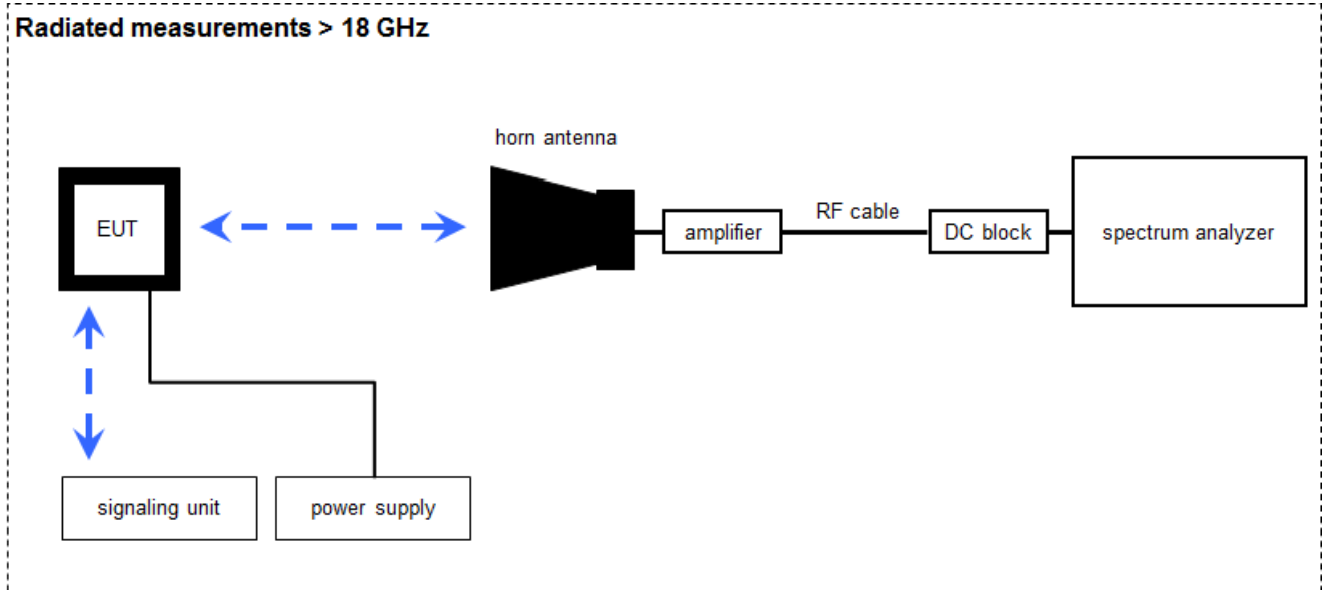 Radiated measurements > 18 GHz
horn antenna
EUT
amplifier
RF cable
DC block
spectrum analyzer
signaling unit
power supply